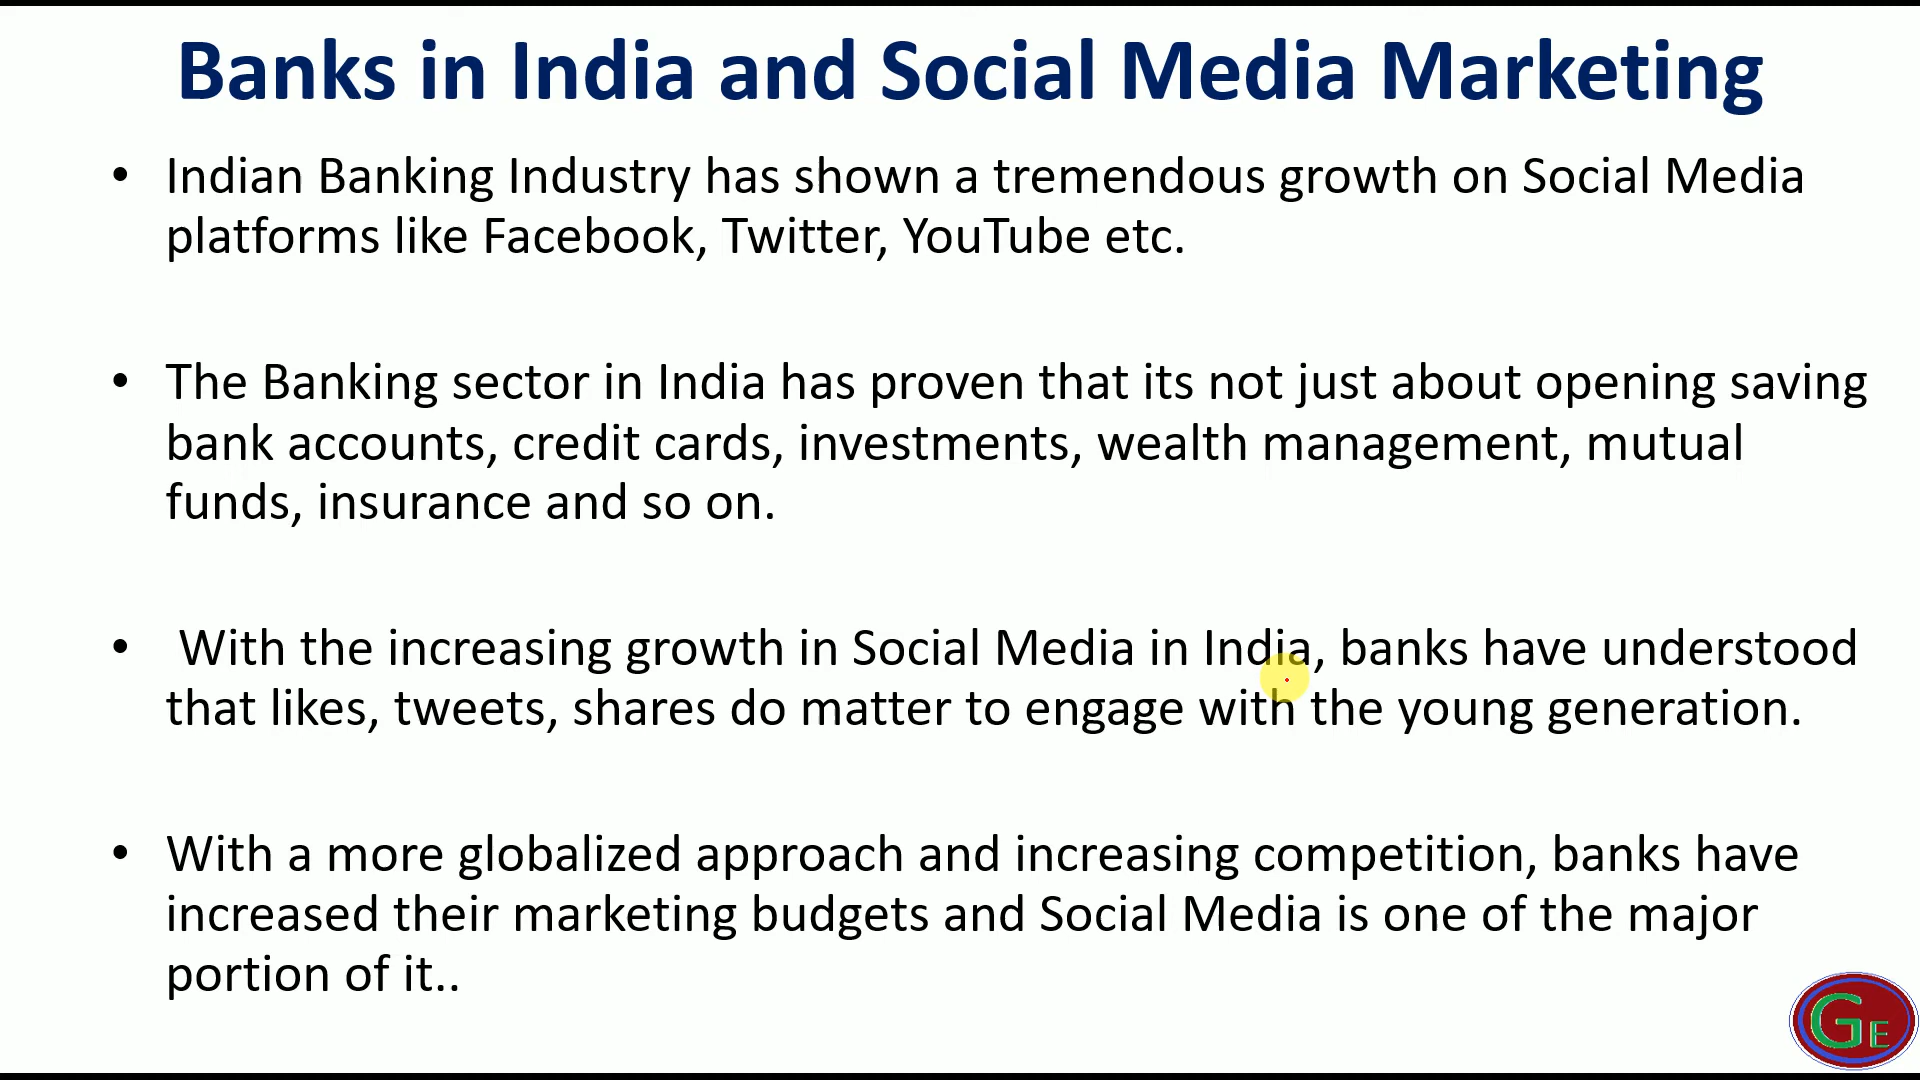 Banks in India and Social Media Marketing
• Indian Banking Industry has shown a tremendous growth on Social Media
platforms like Facebook, Twitter, YouTube etc.
• The Banking sector in India has proven that its not just about opening saving
bank accounts, credit cards, investments, wealth management, mutual
funds, insurance and so on.
• With the increasing growth in Social Media in India, banks have understood
that likes, tweets, shares do matter to engage with the young generation.
• With a more globalized approach and increasing competition, banks have
increased their marketing budgets and Social Media is one of the major
portion of it..
GE